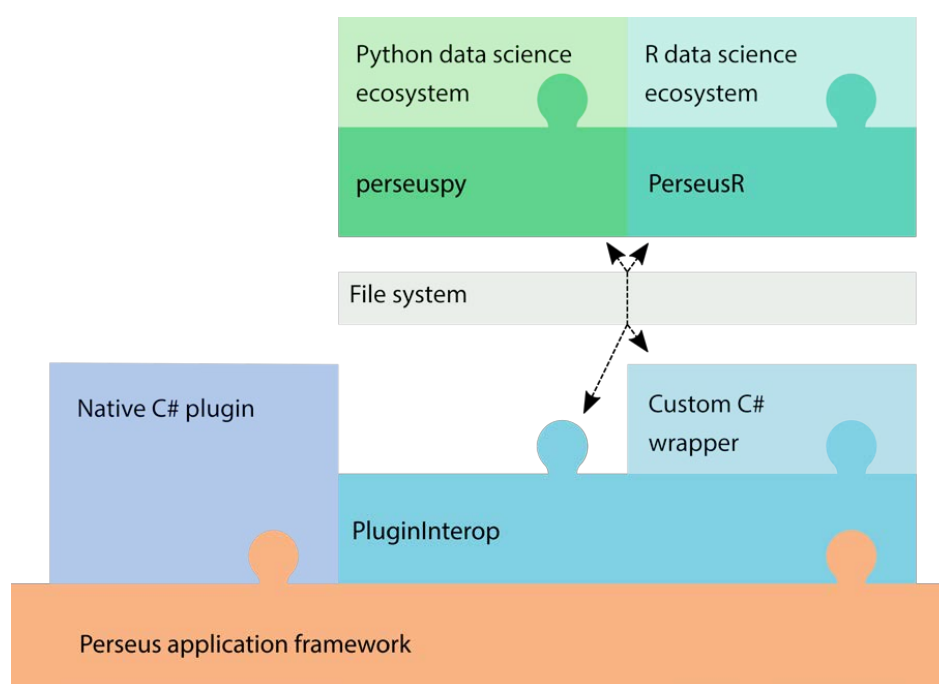 Python data science
ecosystem
R data science
ecosystem
perseuspy
PerseusR
File system
Native C# plugin
Custom C#
wrapper
PluginInterop
Perseus application framework